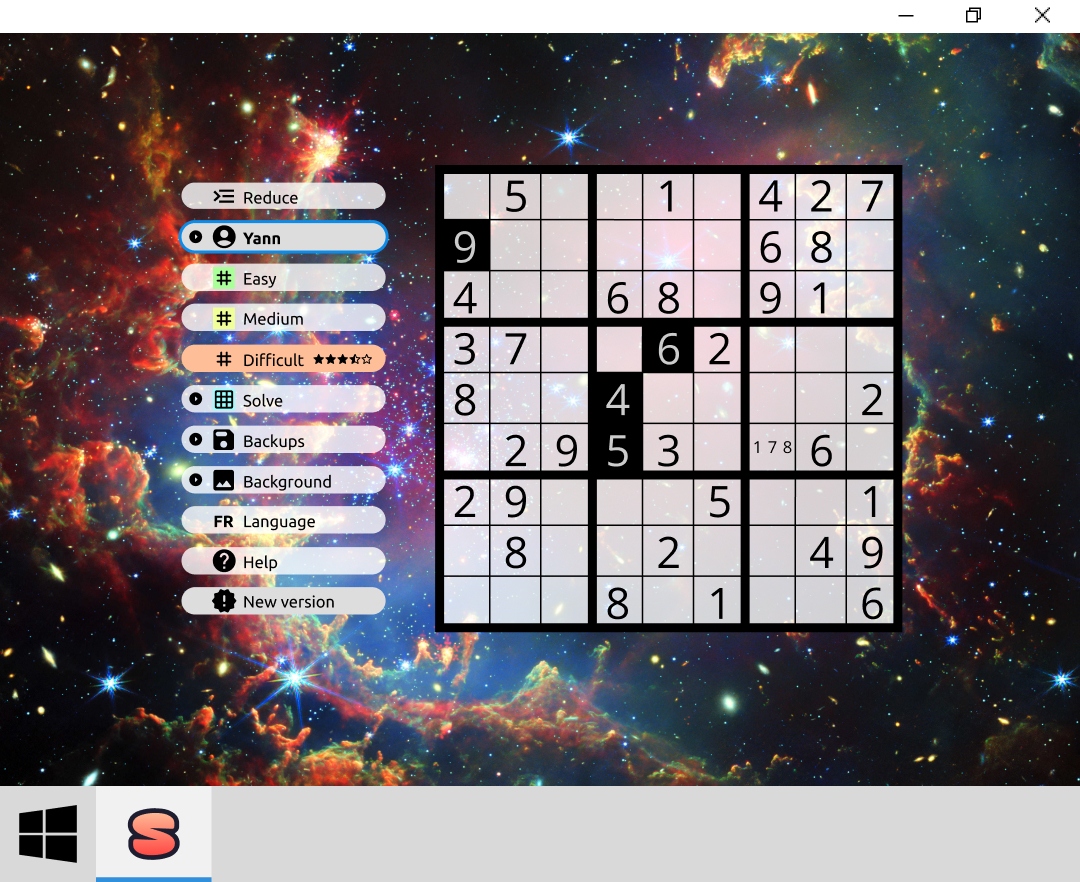 Reduce
Yann
Easy
Medium
Difficult
Solve
Backups
Background
FR Language
Help
New version
5 1 4 2 7
9 6 8
4 6 8 9 1
3 7 6 2
8 4 2
2 9 5 3 1 7 8 6
2 9 5 1
8 2 4 9
8 1 6